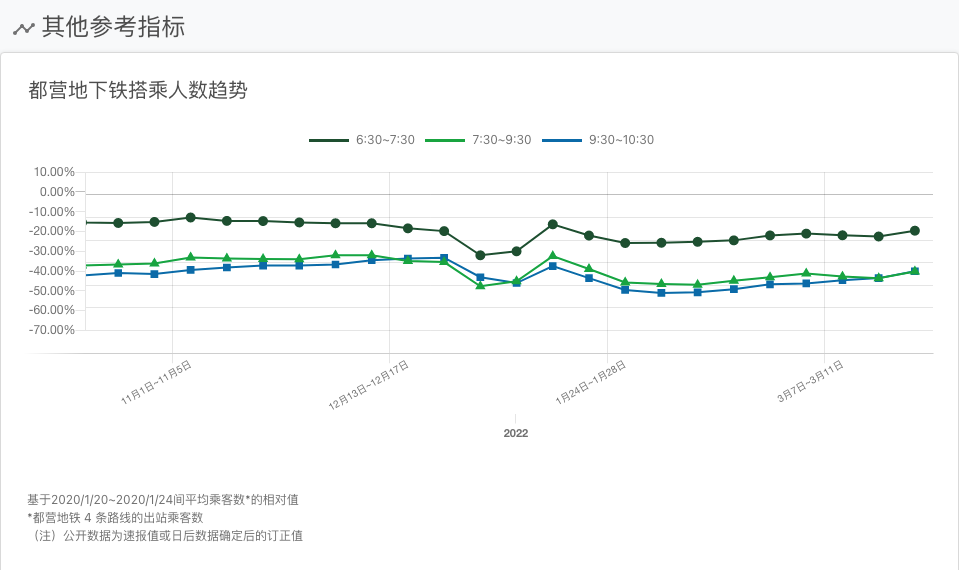 其他参考指标
都营地下铁搭乘人数趋势
6:30~7:30 7:30~9:30 9:30~10:30
10.00%
0.00%
-10.00%
-20.00%
-30.00%
-40.00%
-50.00%
-60.00%
-70.00%
11月1日~11月5日 12月13日~12月17日 1月24日~1月28日 3月7日~3月11日
2022
基于2020/1/20~2020/1/24间平均乘客数*的相对值
*都营地铁 4 条路线的出站乘客数
（注）公开数据为速报值或日后数据确定后的订正值